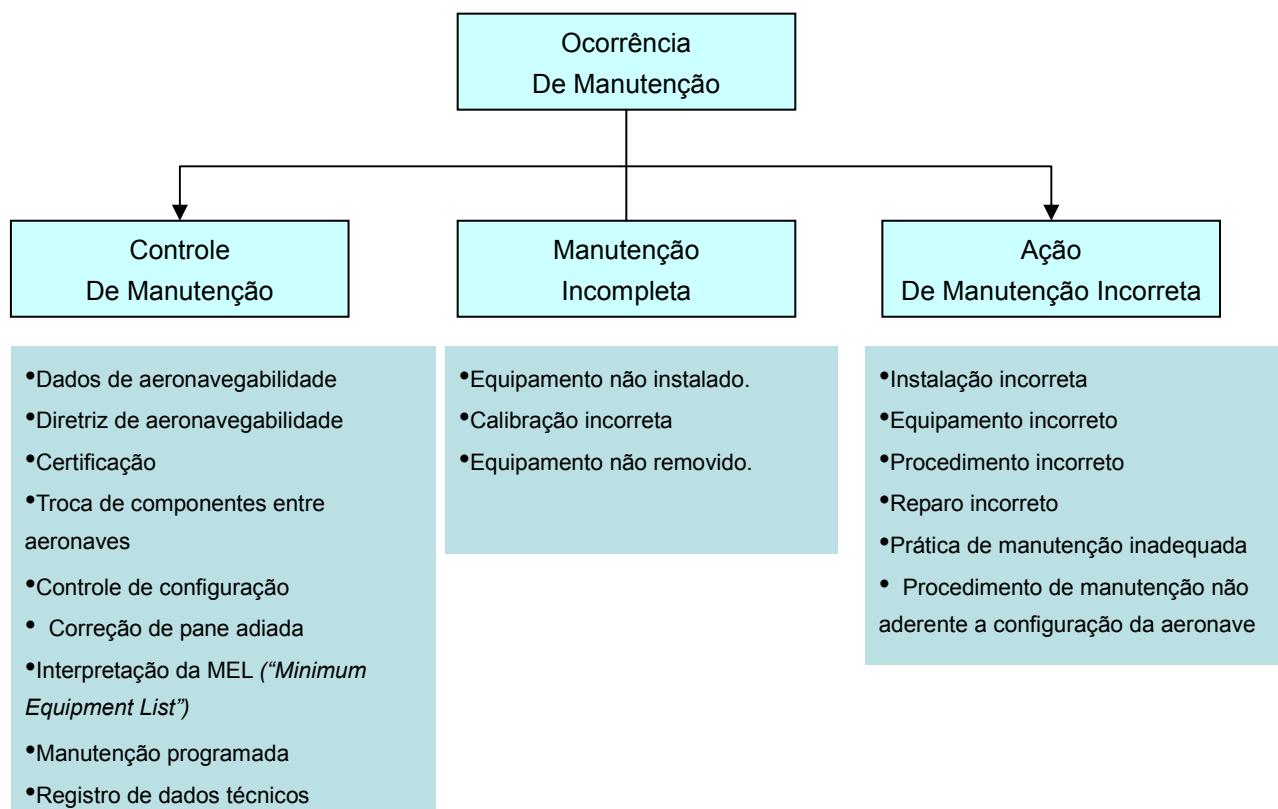 Ocorrência
De Manutenção
Controle
De Manutenção
Manutenção
Incompleta
Ação
De Manutenção Incorreta
•Dados de aeronavegabilidade
•Diretriz de aeronavegabilidade
•Certificação
•Troca de componentes entre
aeronaves
•Controle de configuração
• Correção de pane adiada
•Interpretação da MEL (“Minimum
Equipment List”)
•Manutenção programada
•Registro de dados técnicos
•Equipamento não instalado.
•Calibração incorreta
•Equipamento não removido.
•Instalação incorreta
•Equipamento incorreto
•Procedimento incorreto
•Reparo incorreto
•Prática de manutenção inadequada
• Procedimento de manutenção não
aderente a configuração da aeronave